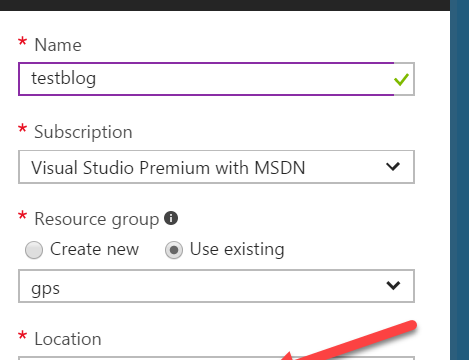 * Name
testblog
* Subscription
Visual Studio Premium with MSDN
* Resource group
Create new Use existing
gps
* Location